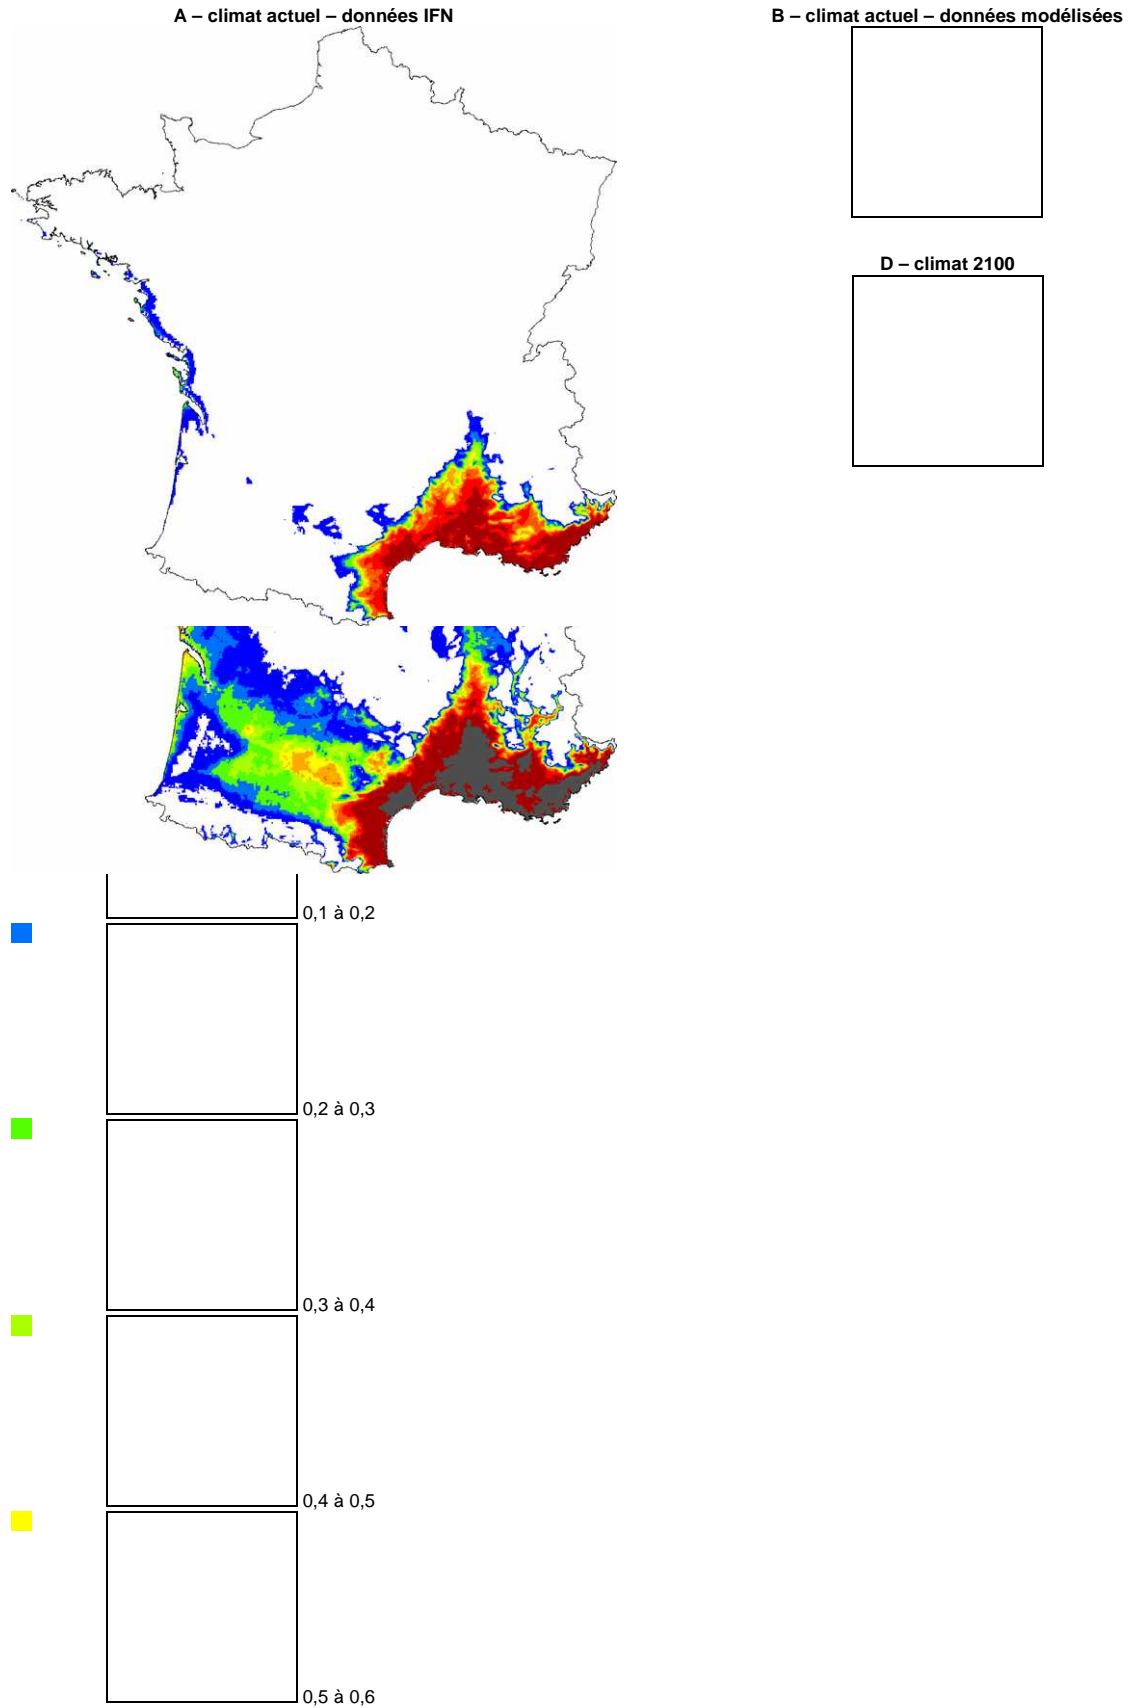 A – climat actuel – données IFN
B – climat actuel – données modélisées
D – climat 2100
0,1 à 0,2
0,2 à 0,3
0,3 à 0,4
0,4 à 0,5
0,5 à 0,6